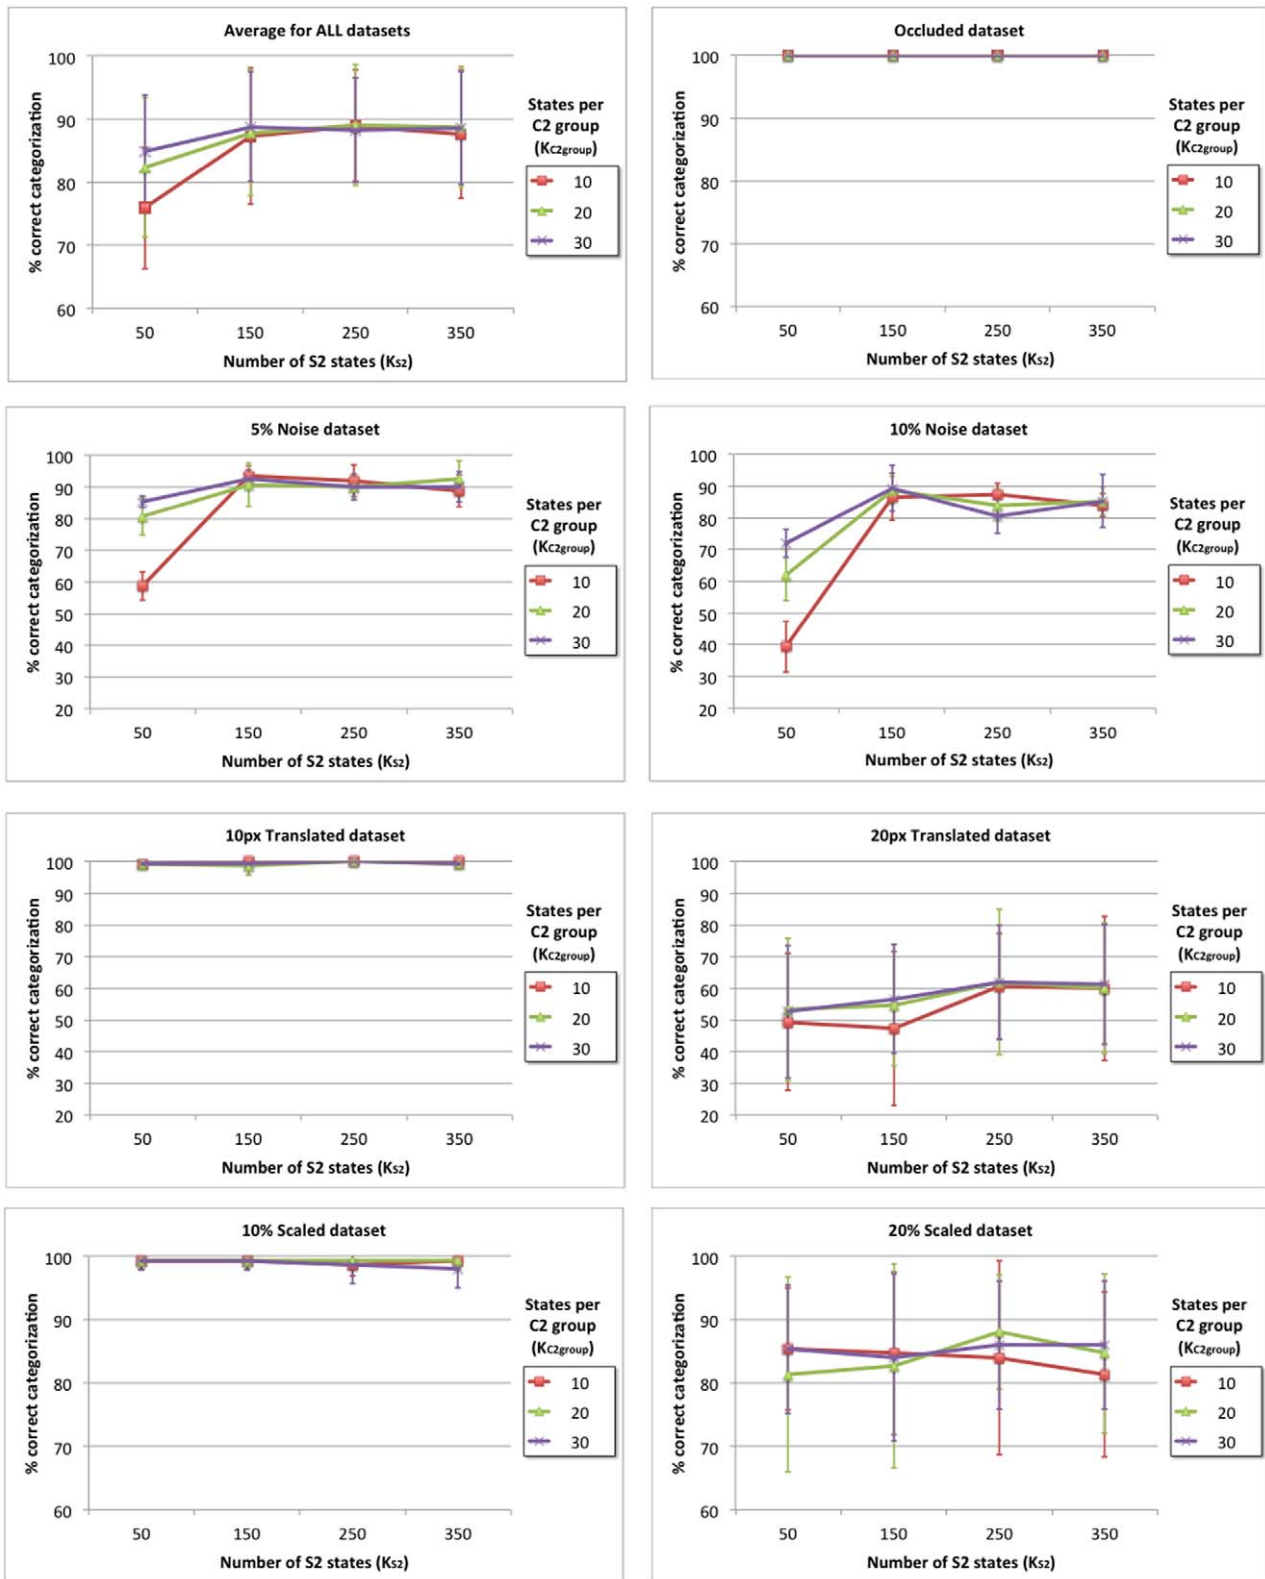 Average for ALL datasets
% correct categorization
100
90
80
70
60
50 150 250 350
Number of S2 states (KS2)
States per
C2 group
(KC2group)
10
20
30
Occluded dataset
% correct categorization
100
90
80
70
60
50 150 250 350
Number of S2 states (KS2)
States per
C2 group
(KC2group)
10
20
30
5% Noise dataset
% correct categorization
100
90
80
70
60
50
40
30
20
50 150 250 350
Number of S2 states (KS2)
States per
C2 group
(KC2group)
10
20
30
10% Noise dataset
% correct categorization
100
90
80
70
60
50
40
30
20
50 150 250 350
Number of S2 states (KS2)
States per
C2 group
(KC2group)
10
20
30
10px Translated dataset
% correct categorization
100
90
80
70
60
50
40
30
20
50 150 250 350
Number of S2 states (KS2)
States per
C2 group
(KC2group)
10
20
30
20px Translated dataset
% correct categorization
100
90
80
70
60
50
40
30
20
50 150 250 350
Number of S2 states (KS2)
States per
C2 group
(KC2group)
10
20
30
10% Scaled dataset
% correct categorization
100
90
80
70
60
50 150 250 350
Number of S2 states (KS2)
States per
C2 group
(KC2group)
10
20
30
20% Scaled dataset
% correct categorization
100
90
80
70
60
50 150 250 350
Number of S2 states (KS2)
States per
C2 group
(KC2group)
10
20
30